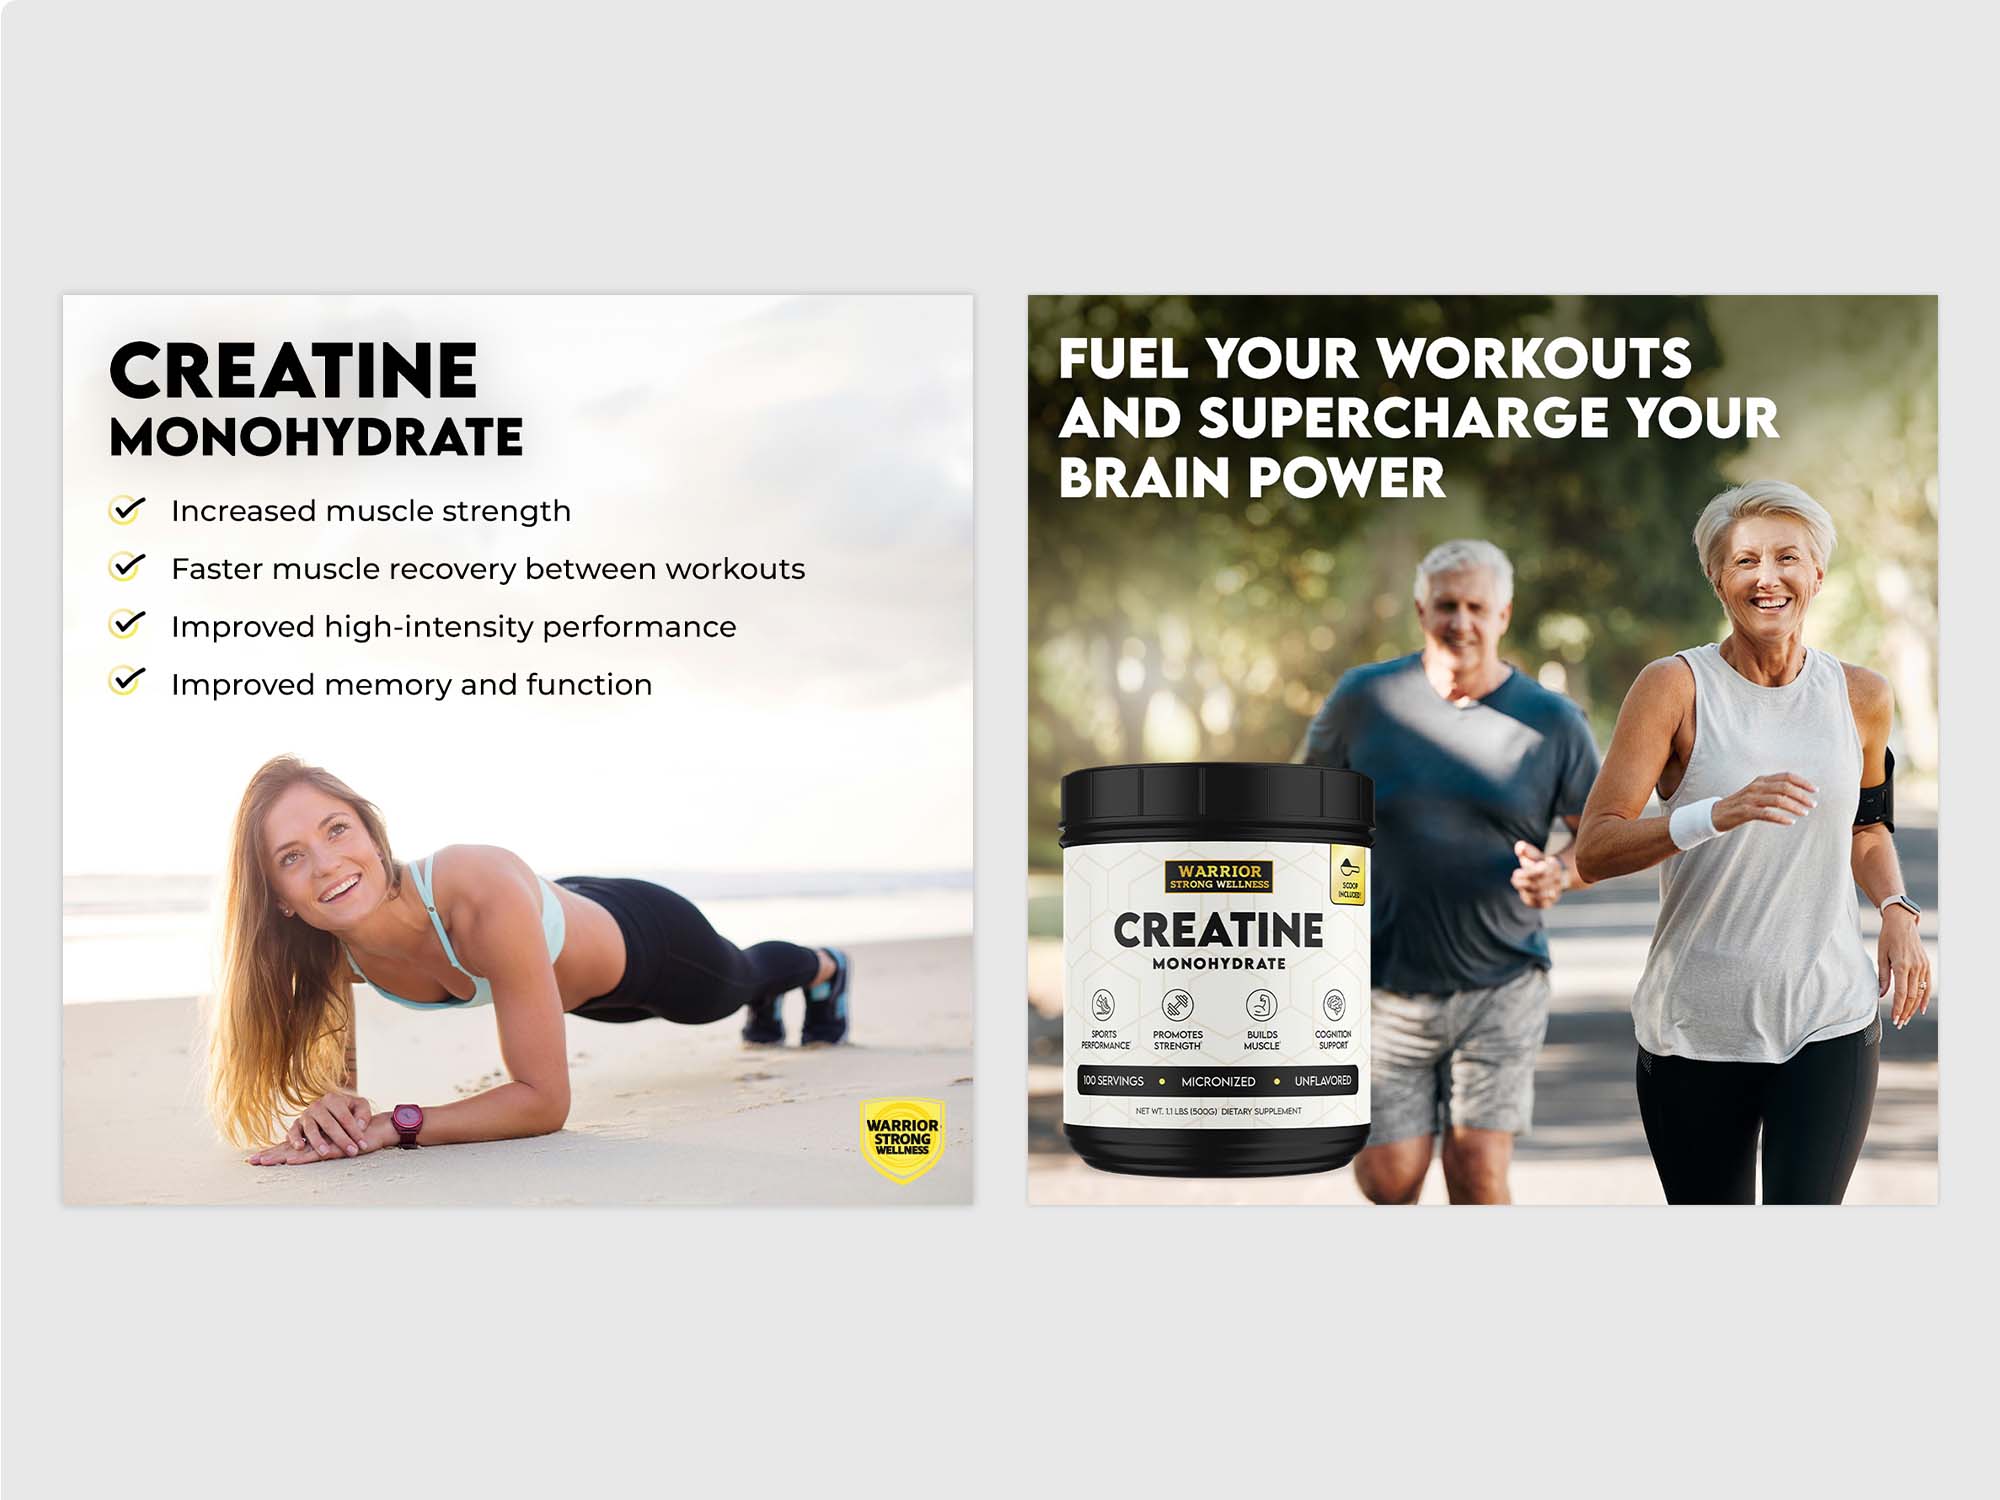 CREATINE
MONOHYDRATE
Increased muscle strength
Faster muscle recovery between workouts
Improved high-intensity performance
Improved memory and function
WARRIOR
STRONG
WELLNESS
FUEL YOUR WORKOUTS
AND SUPERCHARGE YOUR
BRAIN POWER
WARRIOR
STRONG WELLNESS
SCOOP
INCLUDED!
CREATINE
MONOHYDRATE
SPORTS
PERFORMANCE
PROMOTES
STRENGTH
BUILDS
MUSCLE
COGNITION
SUPPORT
100 SERVINGS • MICRONIZED • UNFLAVORED
NET WT. 1.1 LBS (500G) DIETARY SUPPLEMENT